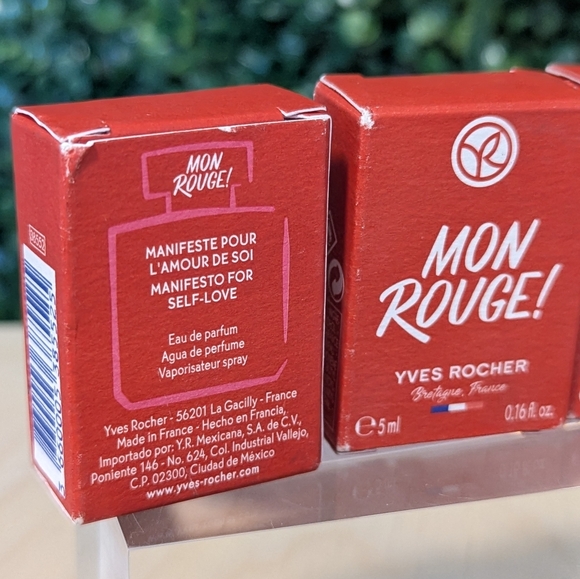 MON
ROUGE!
MANIFESTE POUR
L'AMOUR DE SOI
MANIFESTO FOR
SELF-LOVE
Eau de parfum
Agua de perfume
Vaporisateur spray
Yves Rocher - 56201 La Gacilly - France
Made in France - Hecho en Francia,
Importado por: Y.R. Mexicana, S.A. de C.V.,
Poniente 146 - No. 624, Col. Industrial Vallejo,
C.P. 02300, Ciudad de México
www.yves-rocher.com
YR
MON
ROUGE!
YVES ROCHER
Bretagne, France
℮ 5 ml
0.16 fl. oz.